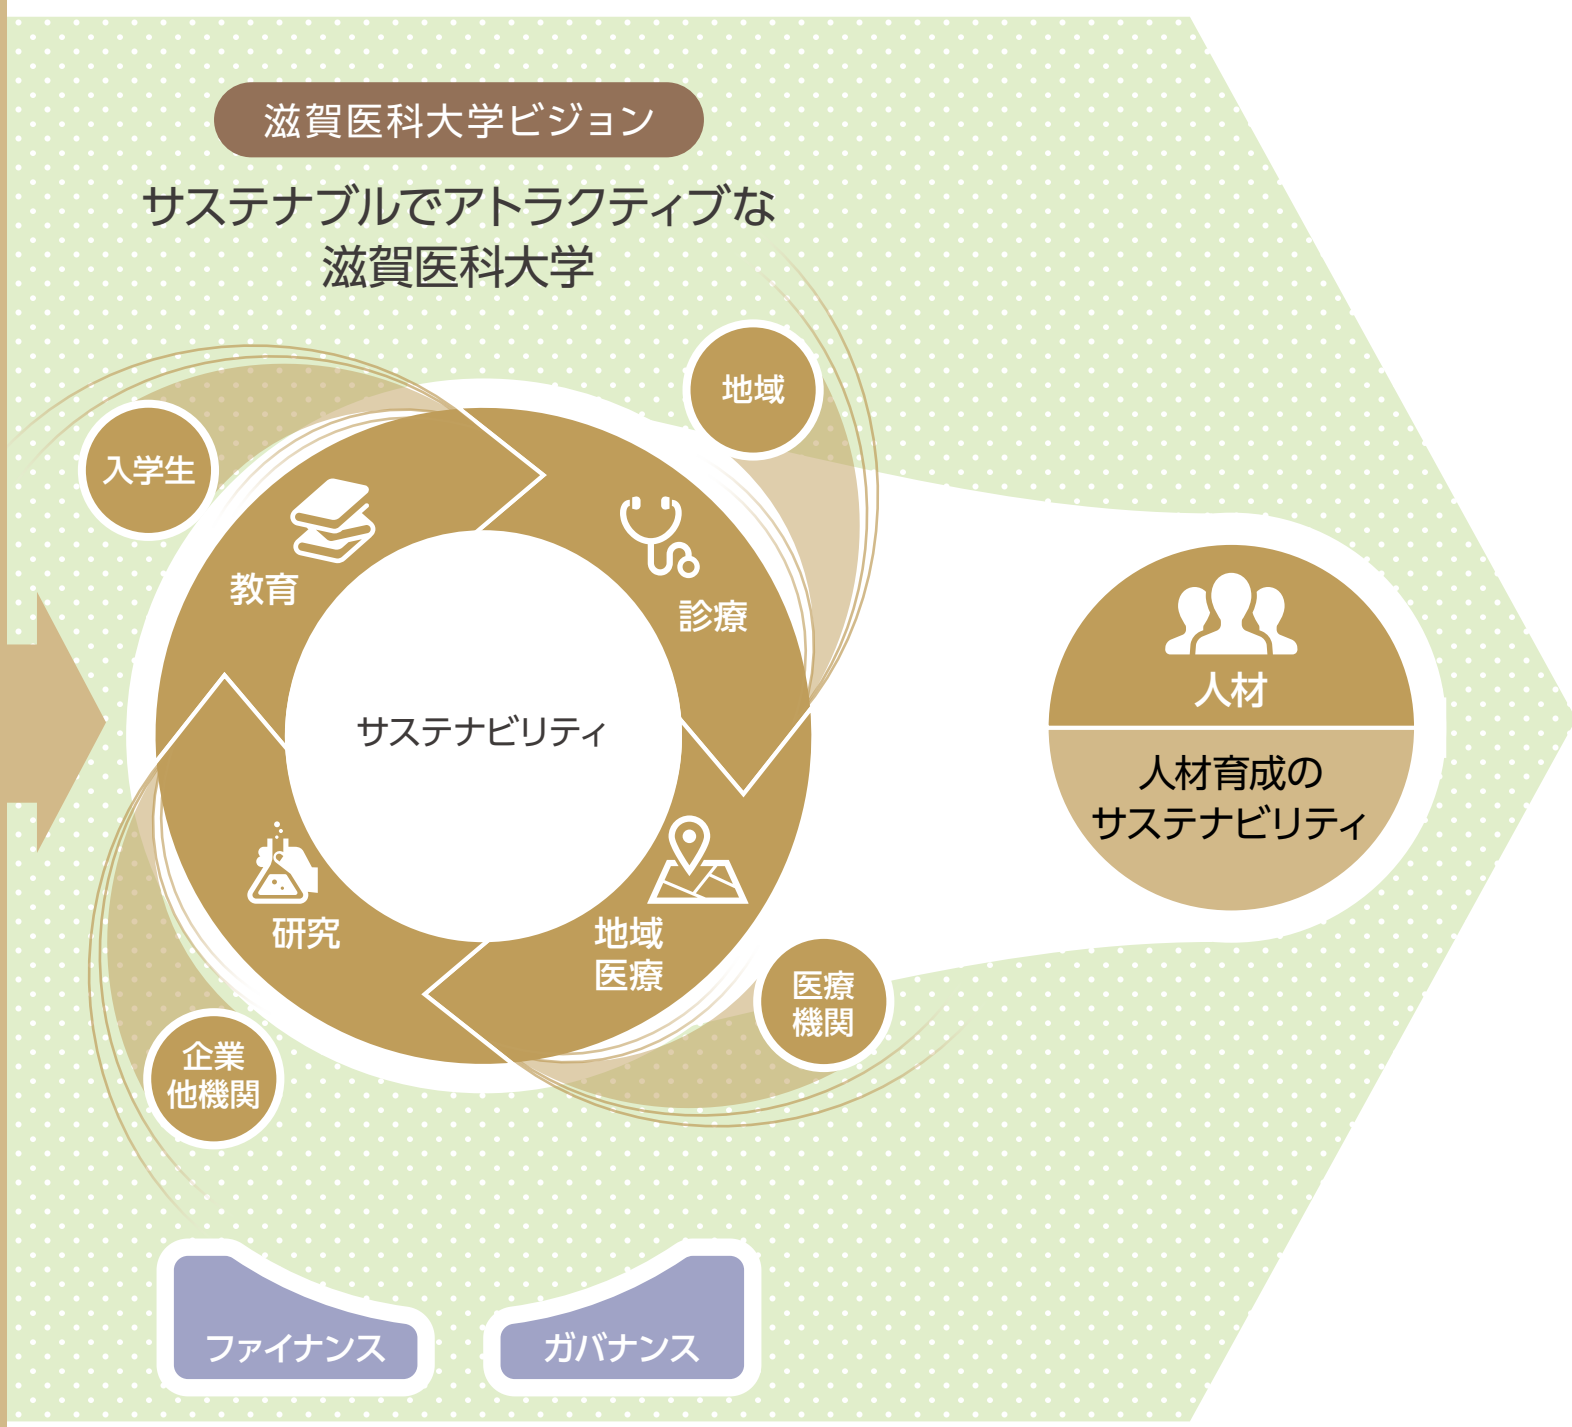 滋賀医科大学ビジョン
サステナブルでアトラクティブな
滋賀医科大学
地域
入学生
教育
診療
サステナビリティ
人材
人材育成の
サステナビリティ
研究
地域
医療
医療
機関
企業
他機関
ファイナンス
ガバナンス